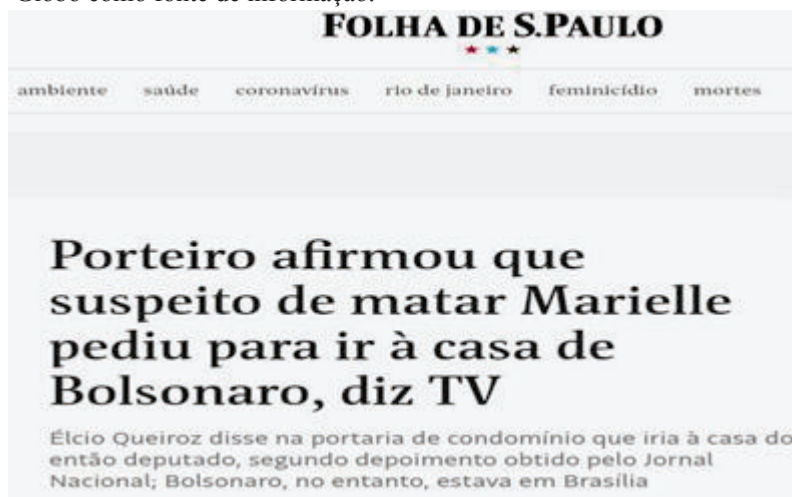 Globo como fonte de informação.
FOLHA DE S.PAULO
ambiente saúde coronavírus rio de janeiro feminicídio mortes
Porteiro afirmou que
suspeito de matar Marielle
pediu para ir à casa de
Bolsonaro, diz TV
Élcio Queiroz disse na portaria de condomínio que iria à casa do
então deputado, segundo depoimento obtido pelo Jornal
Nacional; Bolsonaro, no entanto, estava em Brasília